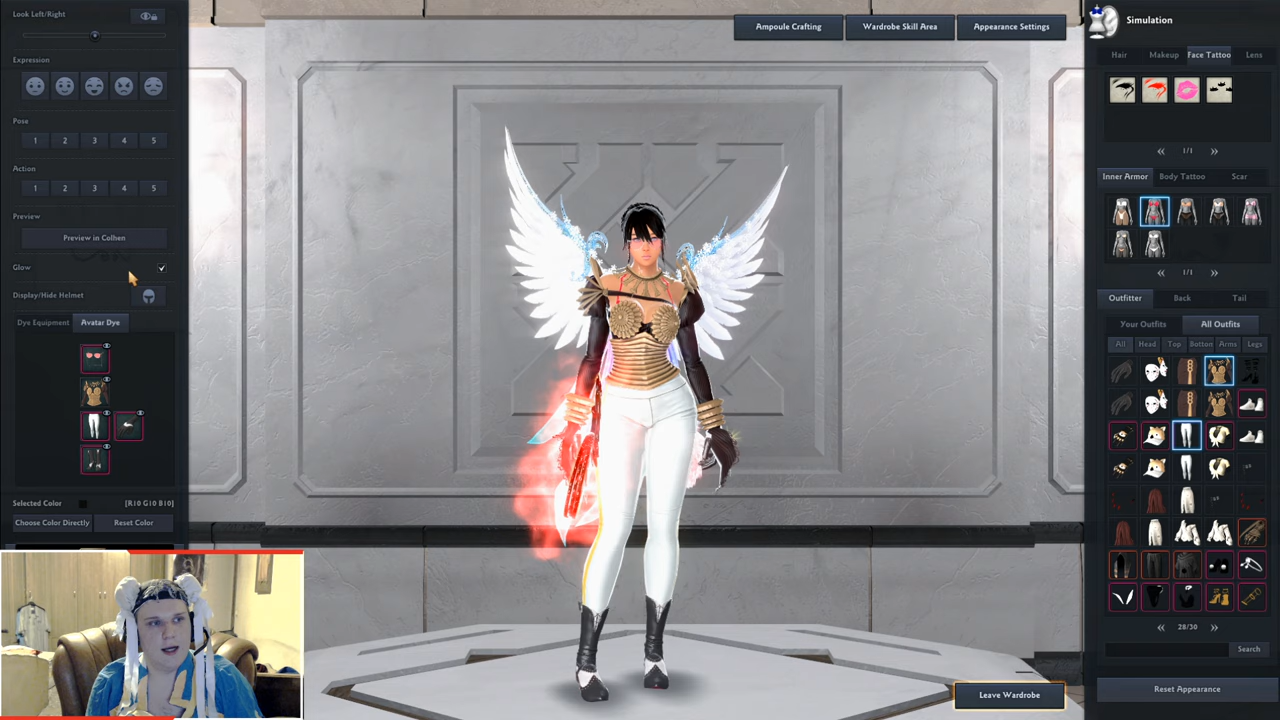 Look Left/Right
Expression
Pose
1 2 3 4 5
Action
1 2 3 4 5
Preview
Preview in Colhen
Glow
Display/Hide Helmet
Dye Equipment Avatar Dye
Selected Color [R10 G10 B10]
Choose Color Directly Reset Color
Ampoule Crafting Wardrobe Skill Area Appearance Settings
Leave Wardrobe
Simulation
Hair Makeup Face Tattoo Lens
1/1
Inner Armor Body Tattoo Scar
1/1
Outfitter Back Tail
Your Outfits All Outfits
All Head Top Botton Arms Legs
28/30
Search
Reset Appearance